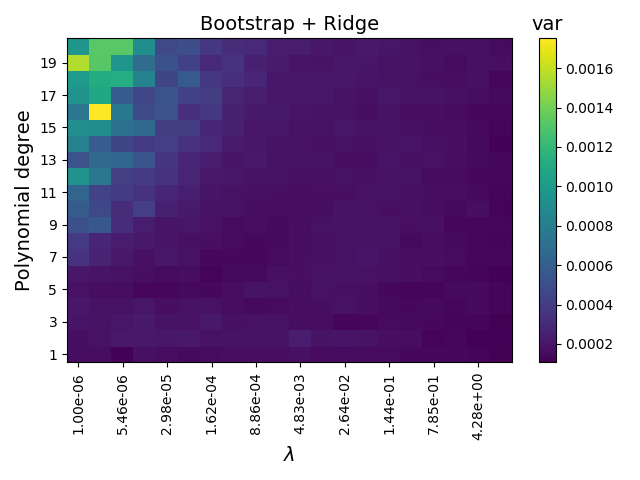 Bootstrap + Ridge
var
Polynomial degree
19
17
15
13
11
9
7
5
3
1
1.00e-06
5.46e-06
2.98e-05
1.62e-04
8.86e-04
4.83e-03
2.64e-02
1.44e-01
7.85e-01
4.28e+00
λ
0.0016
0.0014
0.0012
0.0010
0.0008
0.0006
0.0004
0.0002